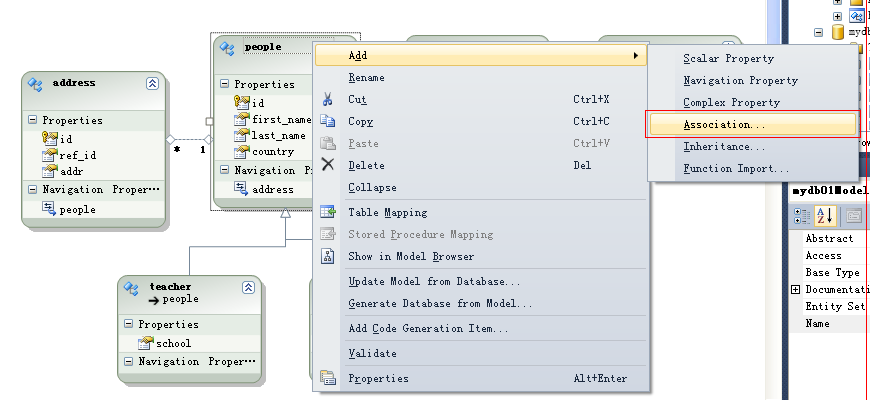 address
Properties
id
ref_id
addr
Navigation Proper...
people
* 1
people
Properties
id
first_name
last_name
country
Navigation P
address
teacher
people
Properties
school
Navigation Proper...
Add
Rename
Cut Ctrl+X
Copy Ctrl+C
Paste Ctrl+V
Delete Del
Collapse
Table Mapping
Stored Procedure Mapping
Show in Model Browser
Update Model from Database...
Generate Database from Model...
Add Code Generation Item...
Validate
Properties Alt+Enter
Scalar Property
Navigation Property
Complex Property
Association...
Inheritance...
Function Import...
mydb
mydb01Model
Abstract
Access
Base Type
Documentati
Entity Set
Name